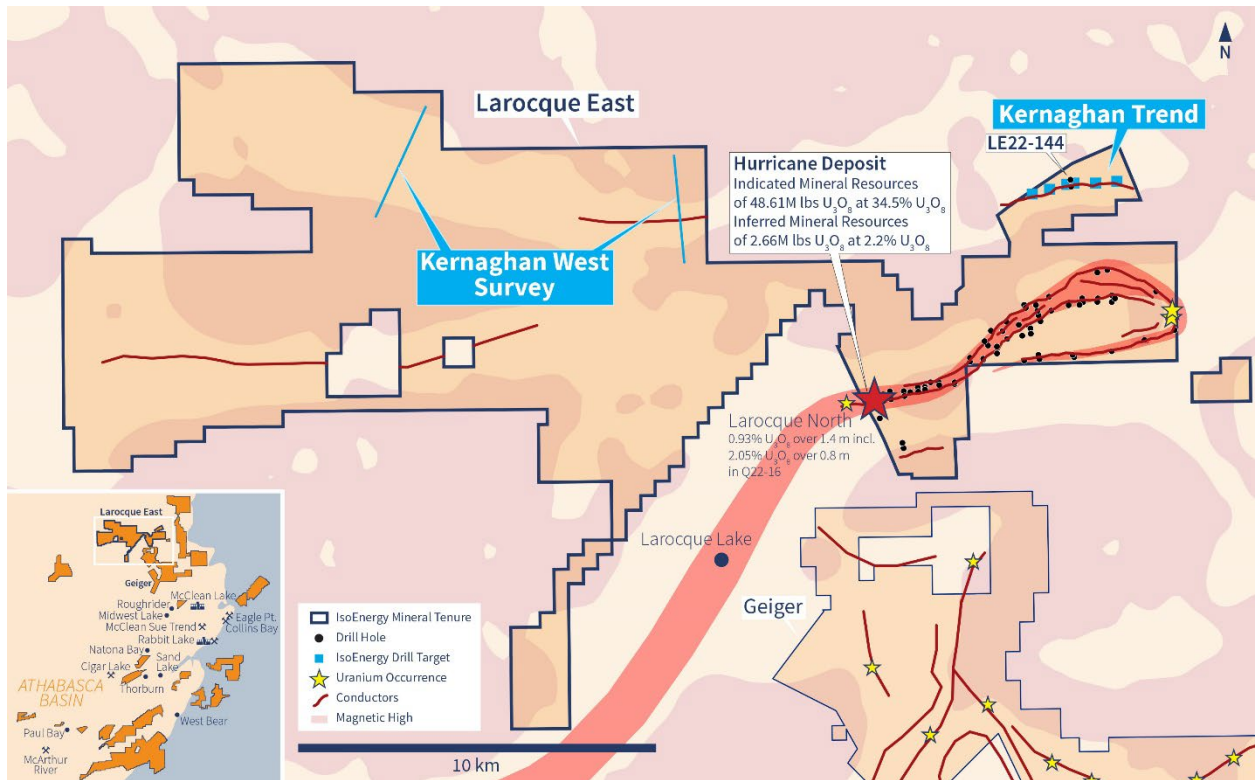 N
Larocque East
Kernaghan Trend
LE22-144
Hurricane Deposit
Indicated Mineral Resources
of 48.61M lbs U₃O₈ at 34.5% U₃O₈
Inferred Mineral Resources
of 2.66M lbs U₃O₈ at 2.2% U₃O₈
Kernaghan West
Survey
Larocque North
0.93% U₃O₈ over 1.4 m incl.
2.05% U₃O₈ over 0.8 m
in Q22-16
Larocque Lake
Geiger
IsoEnergy Mineral Tenure
Drill Hole
IsoEnergy Drill Target
Uranium Occurrence
Conductors
Magnetic High
10 km
Larocque East
Geiger
McClean Lake
Roughrider
Midwest Lake
Eagle Pt.
Collins Bay
McClean Sue Trend
Rabbit Lake
Natona Bay
Sand
Lake
Cigar Lake
Thorburn
ATHABASCA
BASIN
West Bear
Paul Bay
McArthur
River